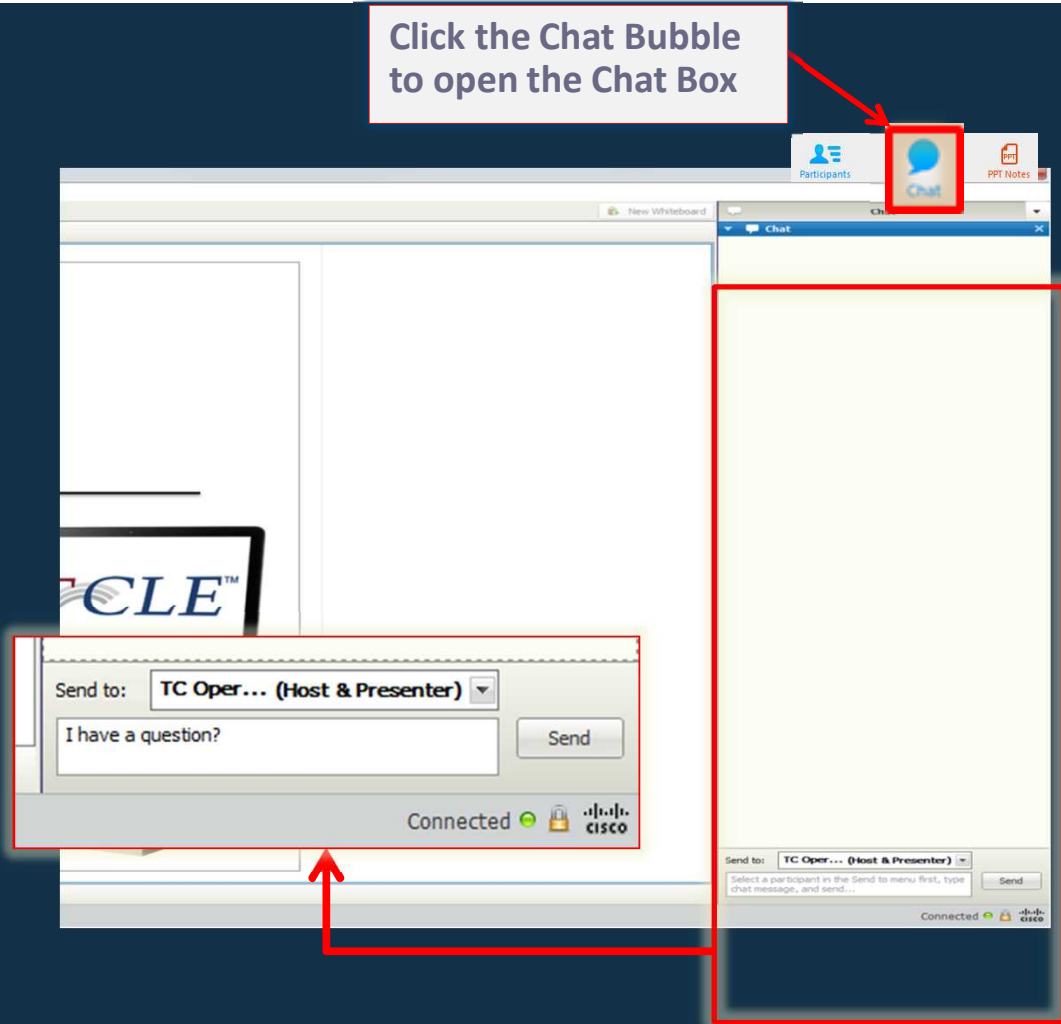 Click the Chat Bubble
to open the Chat Box
Participants
Chat
PPT
PPT Notes
New Whiteboard
Chat
CLE™
Send to:
TC Oper... (Host & Presenter)
I have a question?
Send
Connected
CISCO
Send to:
TC Oper... (Host & Presenter)
Select a participant in the Send to menu first, type
chat message, and send...
Send
Connected
CISCO